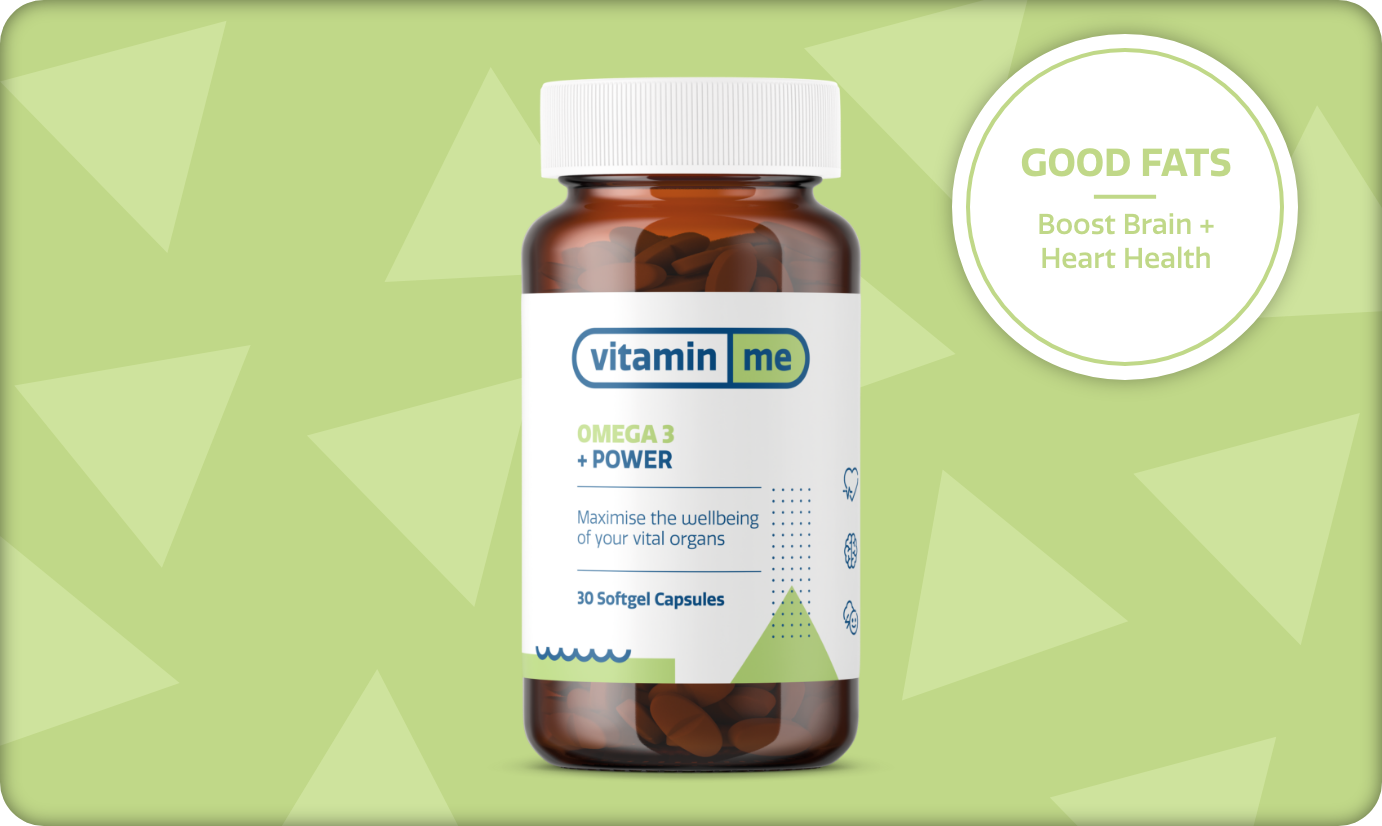 vitamin me
OMEGA 3
+ POWER
Maximise the wellbeing
of your vital organs
30 Softgel Capsules
GOOD FATS
Boost Brain +
Heart Health